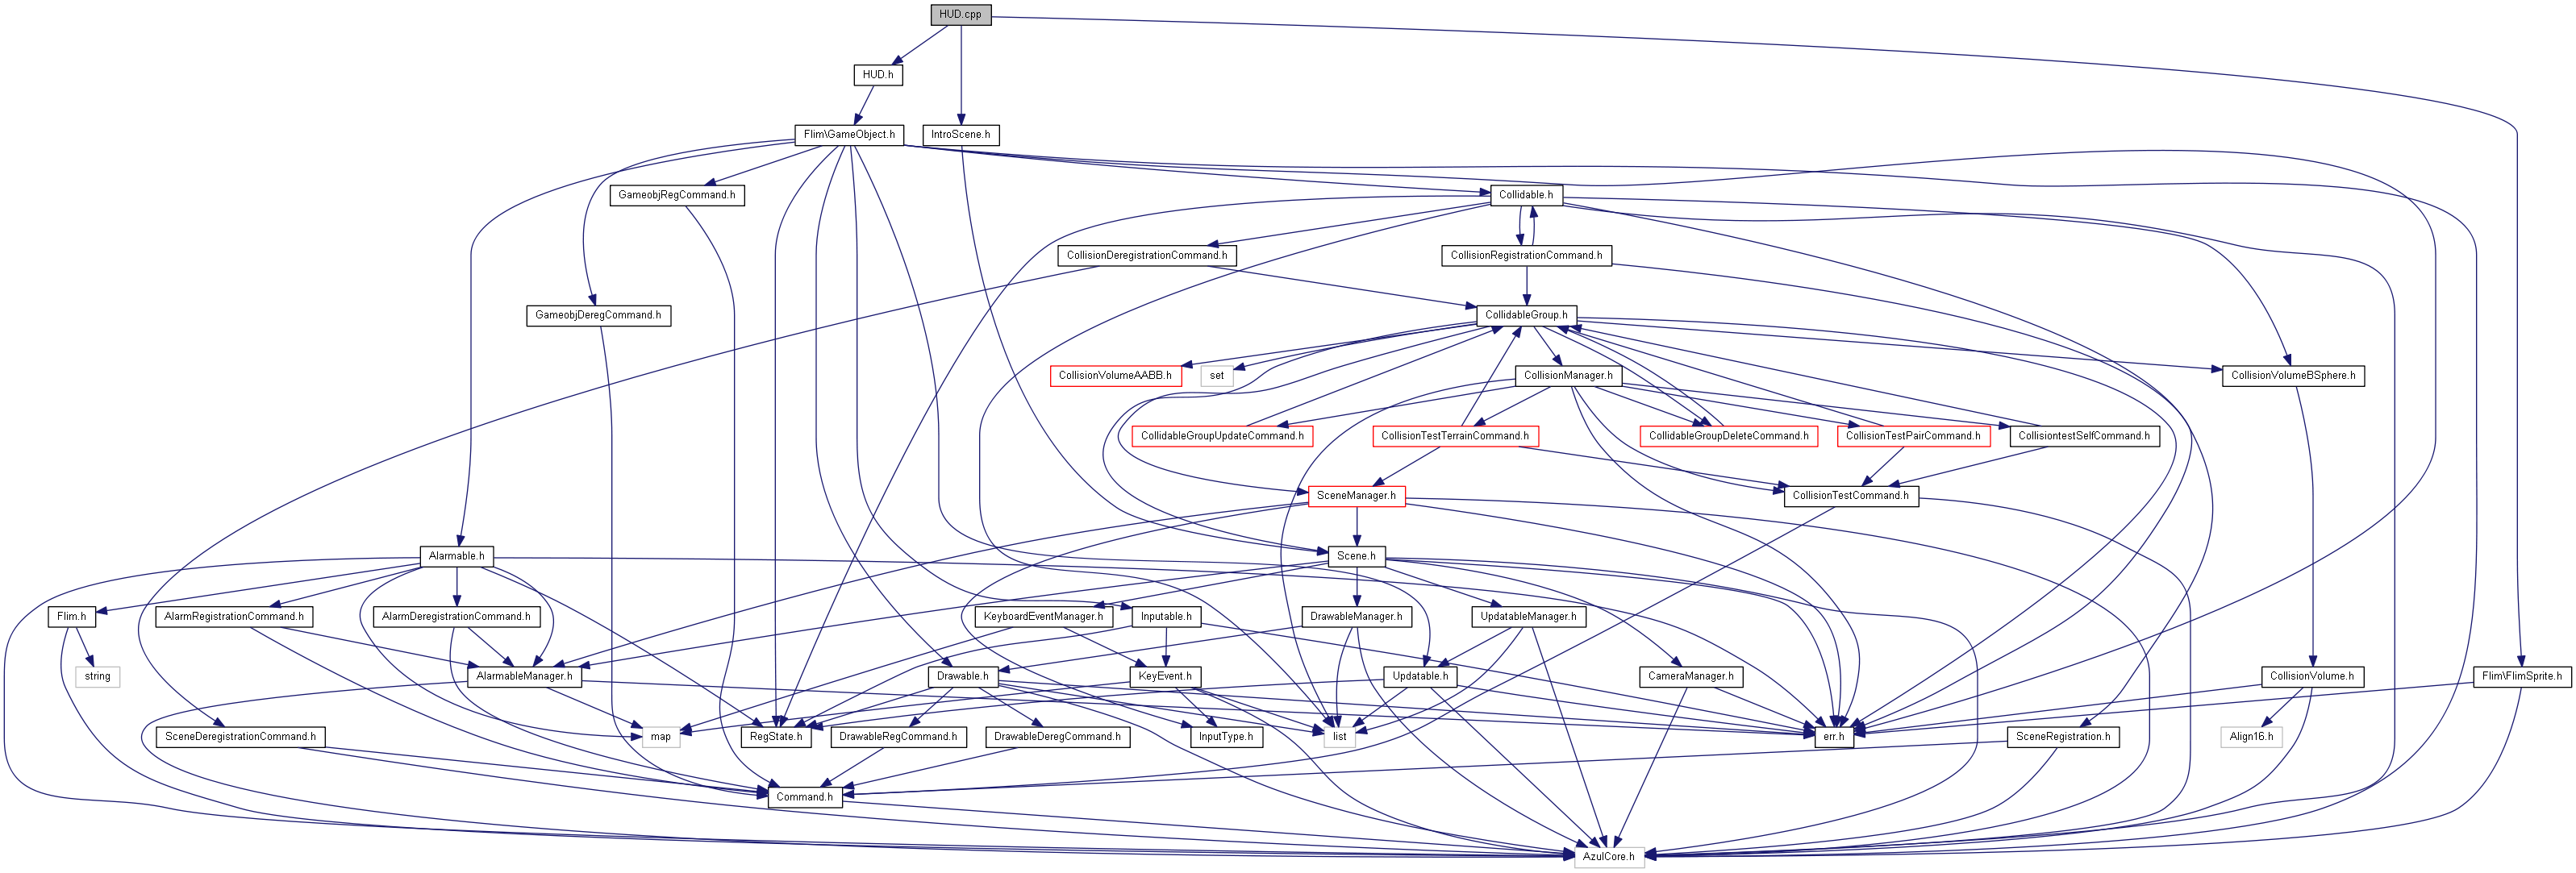 HUD.cpp
HUD.h
Flim\GameObject.h
IntroScene.h
GameobjRegCommand.h
Collidable.h
CollisionDeregistrationCommand.h
CollisionRegistrationCommand.h
GameobjDeregCommand.h
CollidableGroup.h
CollisionVolumeAABB.h
set
CollisionManager.h
CollisionVolumeBSphere.h
CollidableGroupUpdateCommand.h
CollisionTestTerrainCommand.h
CollidableGroupDeleteCommand.h
CollisionTestPairCommand.h
CollisiontestSelfCommand.h
SceneManager.h
CollisionTestCommand.h
Alarmable.h
Scene.h
Flim.h
AlarmRegistrationCommand.h
AlarmDeregistrationCommand.h
KeyboardEventManager.h
Inputable.h
DrawableManager.h
UpdatableManager.h
string
AlarmableManager.h
Drawable.h
KeyEvent.h
Updatable.h
CameraManager.h
CollisionVolume.h
Flim\FlimSprite.h
SceneDeregistrationCommand.h
map
RegState.h
DrawableRegCommand.h
DrawableDeregCommand.h
InputType.h
list
err.h
SceneRegistration.h
Align16.h
Command.h
AzulCore.h